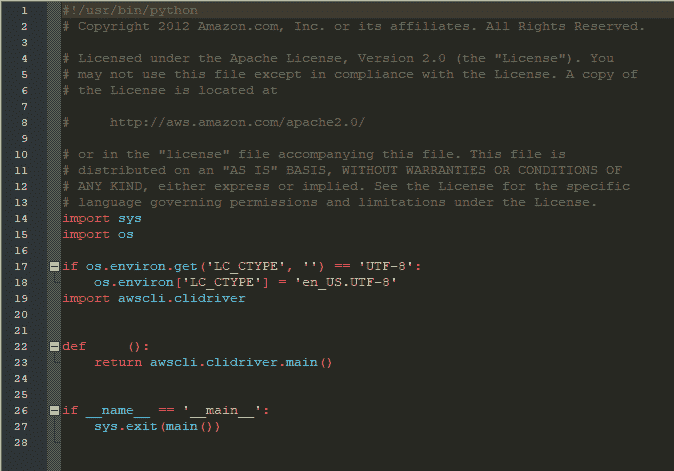 1 #!/usr/bin/python
2 # Copyright 2012 Amazon.com, Inc. or its affiliates. All Rights Reserved.
3
4 # Licensed under the Apache License, Version 2.0 (the "License"). You
5 # may not use this file except in compliance with the License. A copy of
6 # the License is located at
7
8 #     http://aws.amazon.com/apache2.0/
9
10 # or in the "license" file accompanying this file. This file is
11 # distributed on an "AS IS" BASIS, WITHOUT WARRANTIES OR CONDITIONS OF
12 # ANY KIND, either express or implied. See the License for the specific
13 # language governing permissions and limitations under the License.
14 import sys
15 import os
16
17 if os.environ.get('LC_CTYPE', '') == 'UTF-8':
18     os.environ['LC_CTYPE'] = 'en_US.UTF-8'
19 import awscli.clidriver
20
21
22 def     ():
23     return awscli.clidriver.main()
24
25
26 if __name__ == '__main__':
27     sys.exit(main())
28